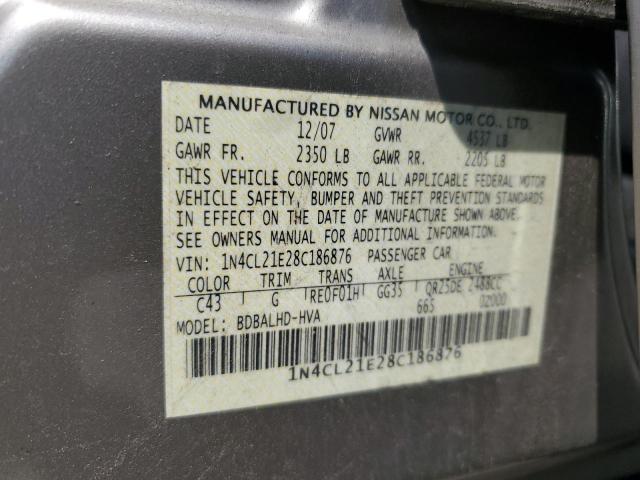 MANUFACTURED BY NISSAN MOTOR CO., LTD.
DATE 12/07 GVWR 4537 LB
GAWR FR. 2350 LB GAWR RR. 2205 LB
THIS VEHICLE CONFORMS TO ALL APPLICABLE FEDERAL MOTOR
VEHICLE SAFETY, BUMPER AND THEFT PREVENTION STANDARDS
IN EFFECT ON THE DATE OF MANUFACTURE SHOWN ABOVE.
SEE OWNERS MANUAL FOR ADDITIONAL INFORMATION.
VIN: 1N4CL21E28C186876 PASSENGER CAR
COLOR TRIM TRANS AXLE ENGINE
C43 G RE0F01H GG35 QR25DE 2488CC
MODEL: BDBALHD-HVA 665 02000
1N4CL21E28C186876